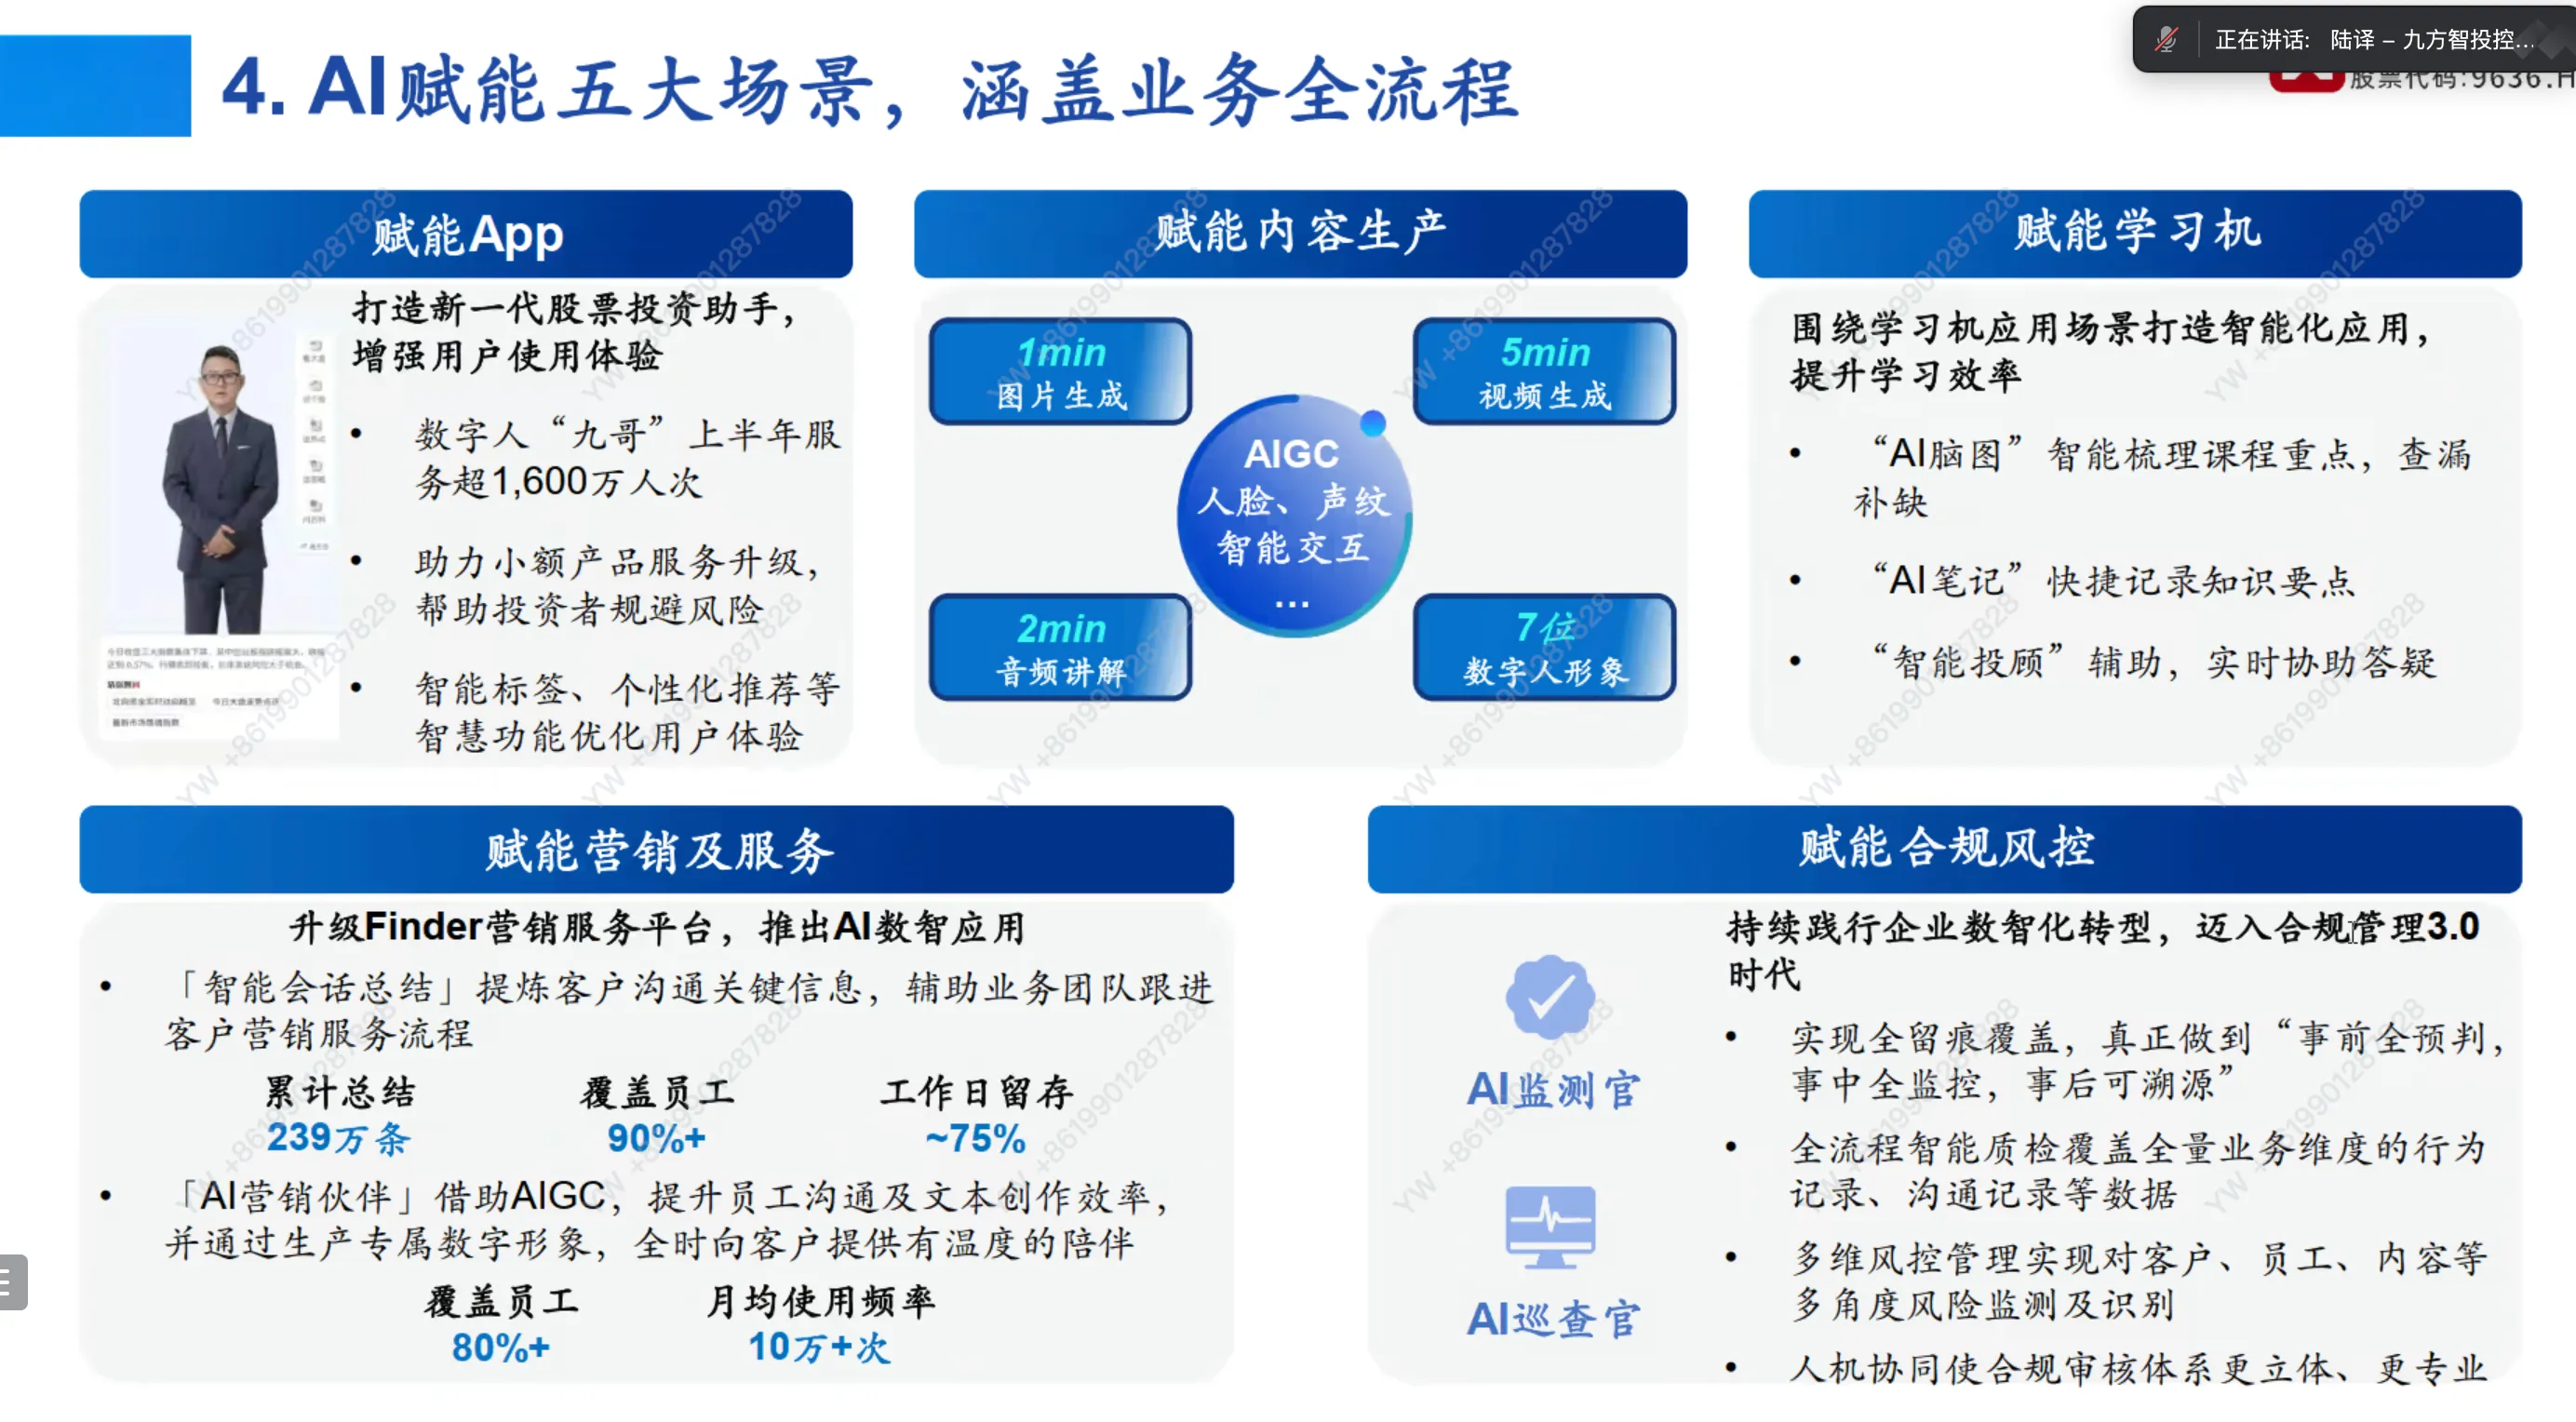 正在讲话: 陆译 – 九方智投控...
股票代码:9636.H
4. AI赋能五大场景，涵盖业务全流程
赋能App
打造新一代股票投资助手，
增强用户使用体验
• 数字人“九哥”上半年服
务超1,600万人次
• 助力小额产品服务升级，
帮助投资者规避风险
• 智能标签、个性化推荐等
智慧功能优化用户体验
赋能内容生产
1min
图片生成
5min
视频生成
AIGC
人脸、声纹
智能交互
...
2min
音频讲解
7位
数字人形象
赋能学习机
围绕学习机应用场景打造智能化应用，
提升学习效率
• “AI脑图”智能梳理课程重点，查漏
补缺
• “AI笔记”快捷记录知识要点
• “智能投顾”辅助，实时协助答疑
赋能营销及服务
升级Finder营销服务平台，推出AI数智应用
• 「智能会话总结」提炼客户沟通关键信息，辅助业务团队跟进
客户营销服务流程
累计总结 覆盖员工 工作日留存
239万条 90%+ ~75%
• 「AI营销伙伴」借助AIGC，提升员工沟通及文本创作效率，
并通过生产专属数字形象，全时向客户提供有温度的陪伴
覆盖员工 月均使用频率
80%+ 10万+次
赋能合规风控
AI监测官
AI巡查官
持续践行企业数智化转型，迈入合规管理3.0
时代
• 实现全留痕覆盖，真正做到“事前全预判，
事中全监控，事后可溯源”
• 全流程智能质检覆盖全量业务维度的行为
记录、沟通记录等数据
• 多维风控管理实现对客户、员工、内容等
多角度风险监测及识别
• 人机协同使合规审核体系更立体、更专业
YW +8619901287828